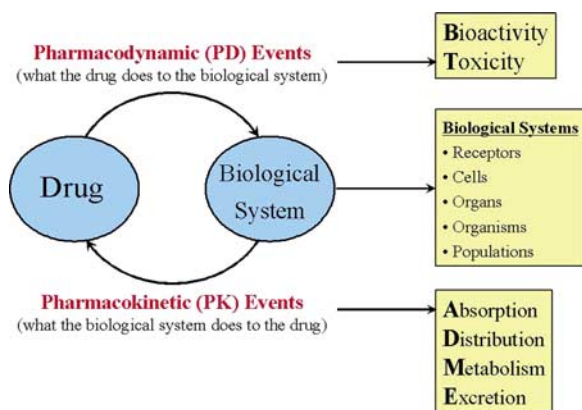 Pharmacodynamic (PD) Events
(what the drug does to the biological system)
Bioactivity
Toxicity
Drug
Biological
System
Biological Systems
• Receptors
• Cells
• Organs
• Organisms
• Populations
Pharmacokinetic (PK) Events
(what the biological system does to the drug)
Absorption
Distribution
Metabolism
Excretion